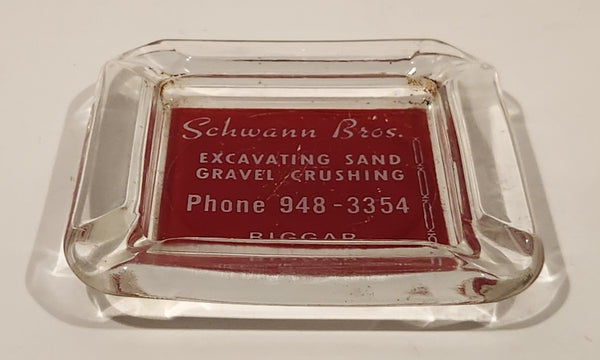 Schwann Bros.
EXCAVATING SAND
GRAVEL CRUSHING
Phone 948-3354
BIGGAR